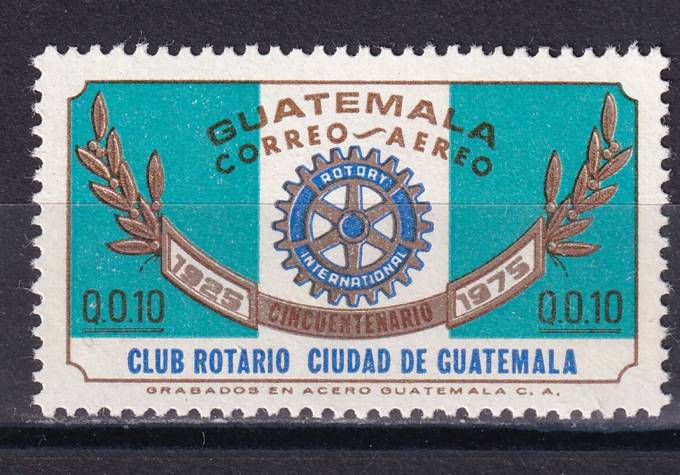 GUATEMALA
CORREO~AEREO
ROTARY
INTERNATIONAL
1925 CINCUENTENARIO 1975
Q.0.10 Q.0.10
CLUB ROTARIO CIUDAD DE GUATEMALA
GRABADOS EN ACERO GUATEMALA C. A.